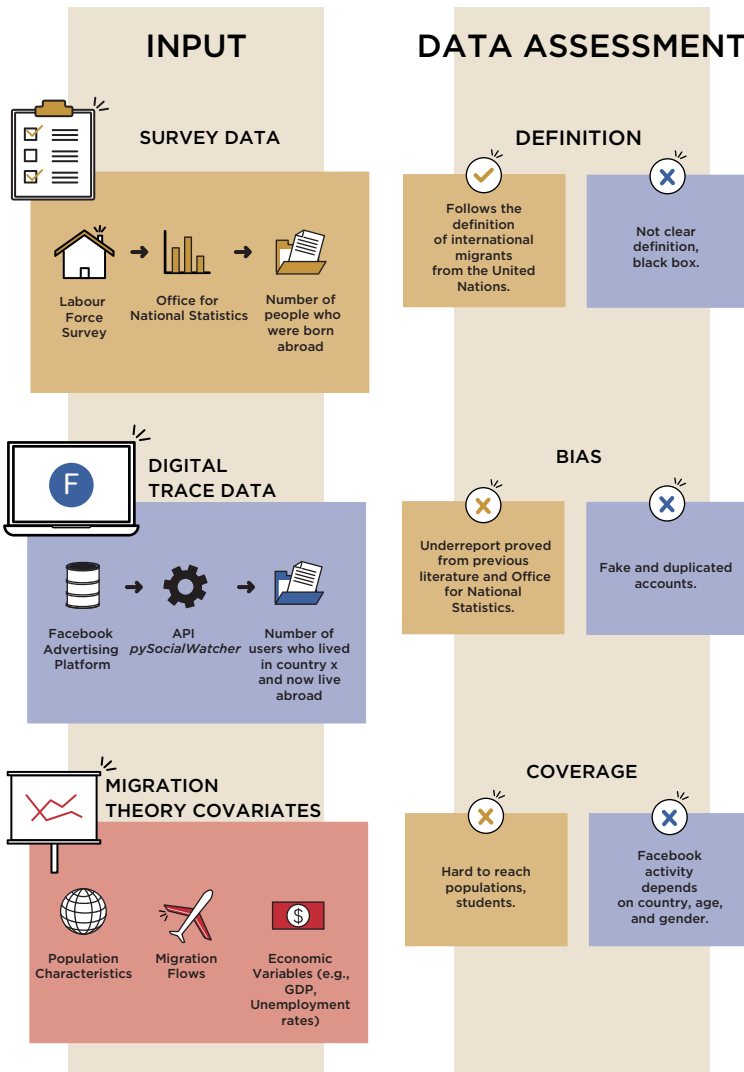 INPUT
SURVEY DATA
Labour
Force
Survey
Office for
National Statistics
Number of
people who
were born
abroad
DIGITAL
TRACE DATA
F
Facebook
Advertising
Platform
API
pySocialWatcher
Number of
users who lived
in country x
and now live
abroad
MIGRATION
THEORY COVARIATES
Population
Characteristics
Migration
Flows
$
Economic
Variables (e.g.,
GDP,
Unemployment
rates)
DATA ASSESSMENT
DEFINITION
Follows the
definition
of international
migrants
from the United
Nations.
Not clear
definition,
black box.
BIAS
Underreport proved
from previous
literature and Office
for National
Statistics.
Fake and duplicated
accounts.
COVERAGE
Hard to reach
populations,
students.
Facebook
activity
depends
on country, age,
and gender.